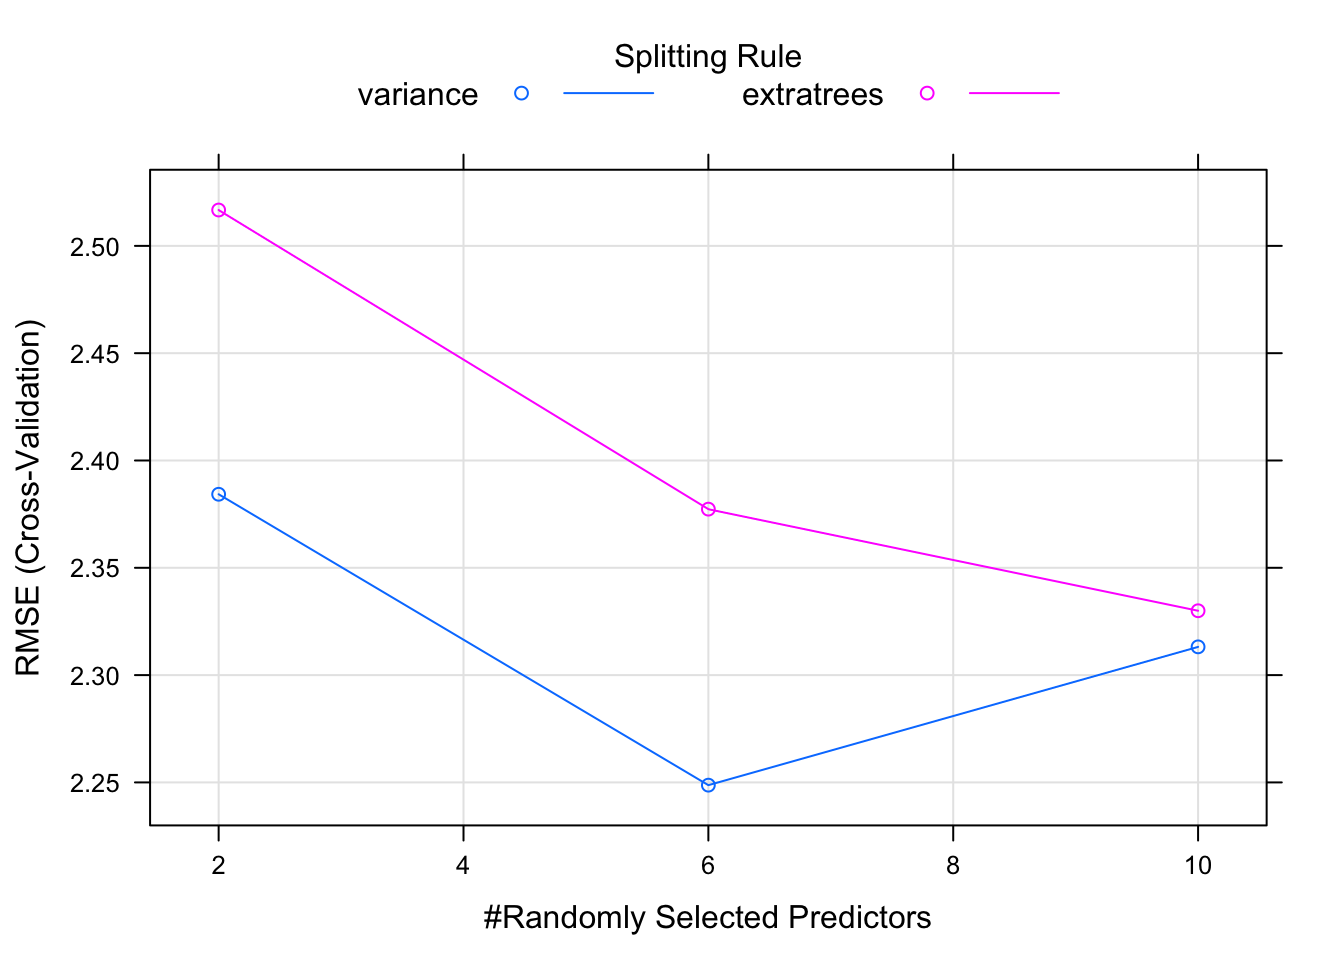 Splitting Rule
variance extratrees
RMSE (Cross-Validation)
2.50
2.45
2.40
2.35
2.30
2.25
2 4 6 8 10
#Randomly Selected Predictors